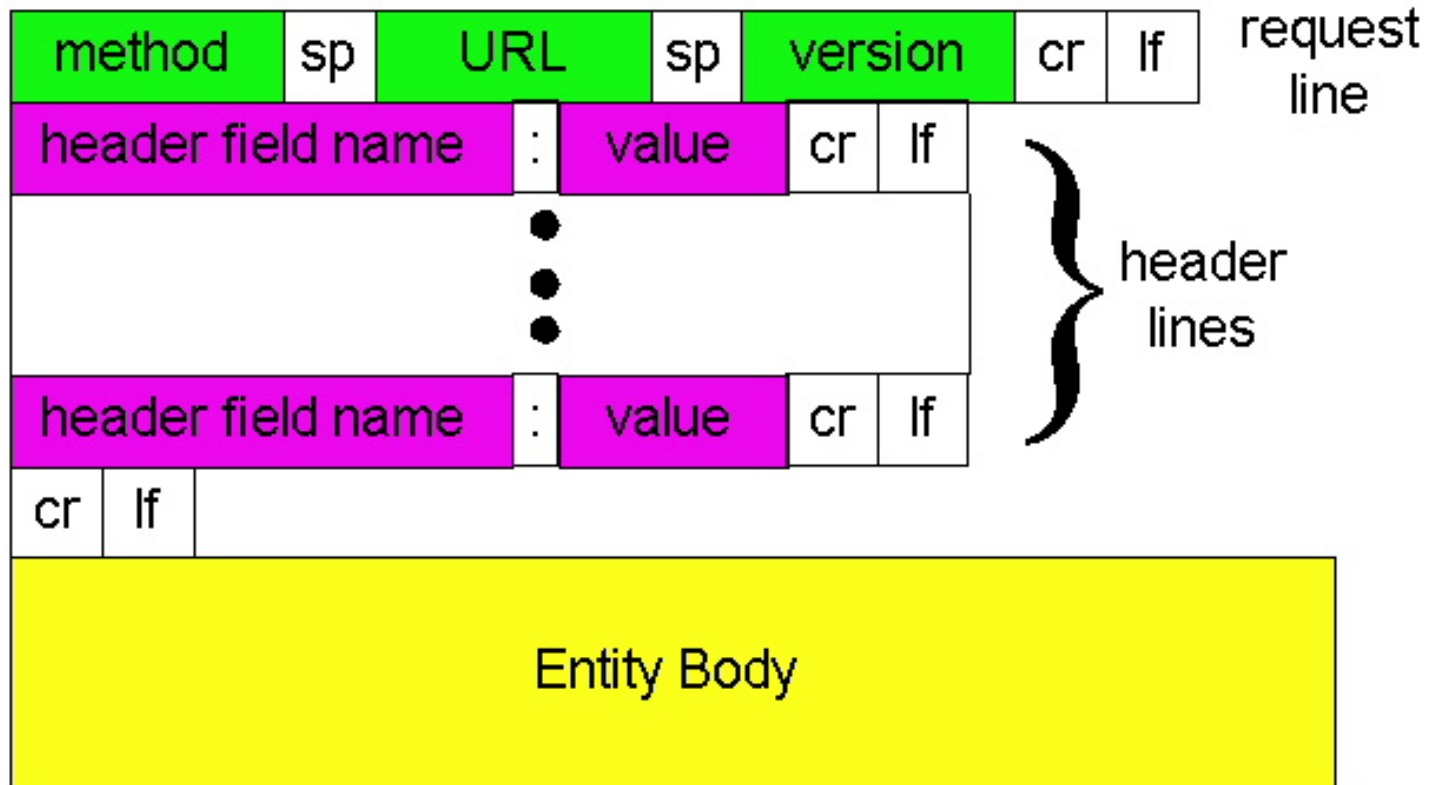 method sp URL sp version cr lf
request
line
header field name : value cr lf
header
lines
header field name : value cr lf
cr lf
Entity Body